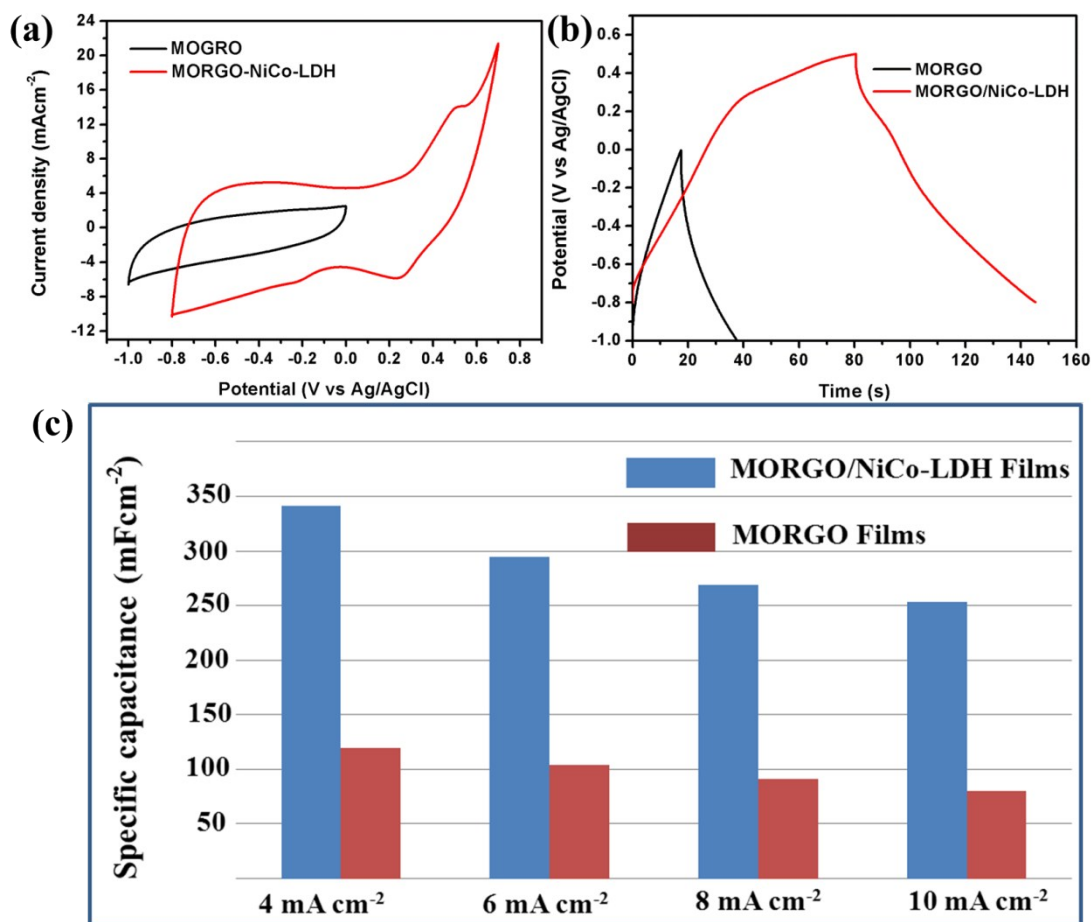 (a)
MOGRO
MORGO-NiCo-LDH
Current density (mAcm⁻²)
24
20
16
12
8
4
0
-4
-8
-12
-1.0 -0.8 -0.6 -0.4 -0.2 0.0 0.2 0.4 0.6 0.8
Potential (V vs Ag/AgCl)
(b)
MORGO
MORGO/NiCo-LDH
Potential (V vs Ag/AgCl)
0.6
0.4
0.2
0.0
-0.2
-0.4
-0.6
-0.8
-1.0
0 20 40 60 80 100 120 140 160
Time (s)
(c)
MORGO/NiCo-LDH Films
MORGO Films
Specific capacitance (mFcm⁻²)
350
300
250
200
150
100
50
4 mA cm⁻² 6 mA cm⁻² 8 mA cm⁻² 10 mA cm⁻²